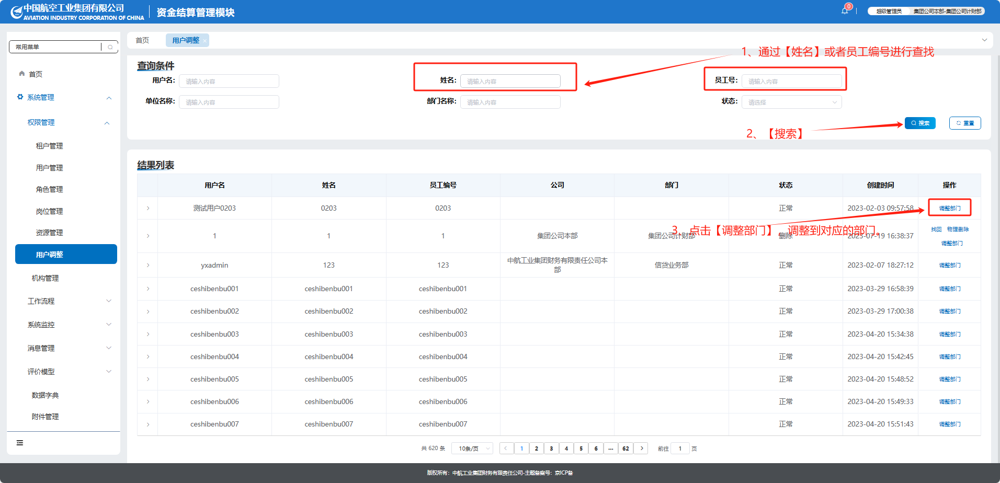 中国航空工业集团有限公司
AVIATION INDUSTRY CORPORATION OF CHINA
资金结算管理模块
0
超级管理员 集团公司本部-集团公司计财部
常用菜单
首页
系统管理
权限管理
租户管理
用户管理
角色管理
岗位管理
资源管理
用户调整
机构管理
工作流程
系统监控
消息管理
评价模型
数据字典
附件管理
首页 用户调整
1、通过【姓名】或者员工编号进行查找
查询条件
用户名: 请输入内容 姓名: 请输入内容 员工号: 请输入内容
单位名称: 请输入内容 部门名称: 请输入内容 状态: 请选择
2、【搜索】
搜索 重置
结果列表
用户名 姓名 员工编号 公司 部门 状态 创建时间 操作
测试用户0203 0203 0203 正常 2023-02-03 09:57:58 调整部门
3、点击【调整部门】，调整到对应的部门。
1 1 1 集团公司本部 集团公司计财部 删除 2023-07-19 16:38:37 找回 物理删除
调整部门
yxadmin 123 123 中航工业集团财务有限责任公司本部 信贷业务部 正常 2023-02-07 18:27:12 调整部门
ceshibenbu001 ceshibenbu001 ceshibenbu001 正常 2023-03-29 16:58:39 调整部门
ceshibenbu002 ceshibenbu002 ceshibenbu002 正常 2023-03-29 17:00:38 调整部门
ceshibenbu003 ceshibenbu003 ceshibenbu003 正常 2023-04-20 15:34:38 调整部门
ceshibenbu004 ceshibenbu004 ceshibenbu004 正常 2023-04-20 15:42:45 调整部门
ceshibenbu005 ceshibenbu005 ceshibenbu005 正常 2023-04-20 15:48:52 调整部门
ceshibenbu006 ceshibenbu006 ceshibenbu006 正常 2023-04-20 15:49:33 调整部门
ceshibenbu007 ceshibenbu007 ceshibenbu007 正常 2023-04-20 15:51:43 调整部门
共 620 条 10条/页 1 2 3 4 5 6 ... 62 前往 1 页
版权所有：中航工业集团财务有限责任公司-主题备案号：京ICP备